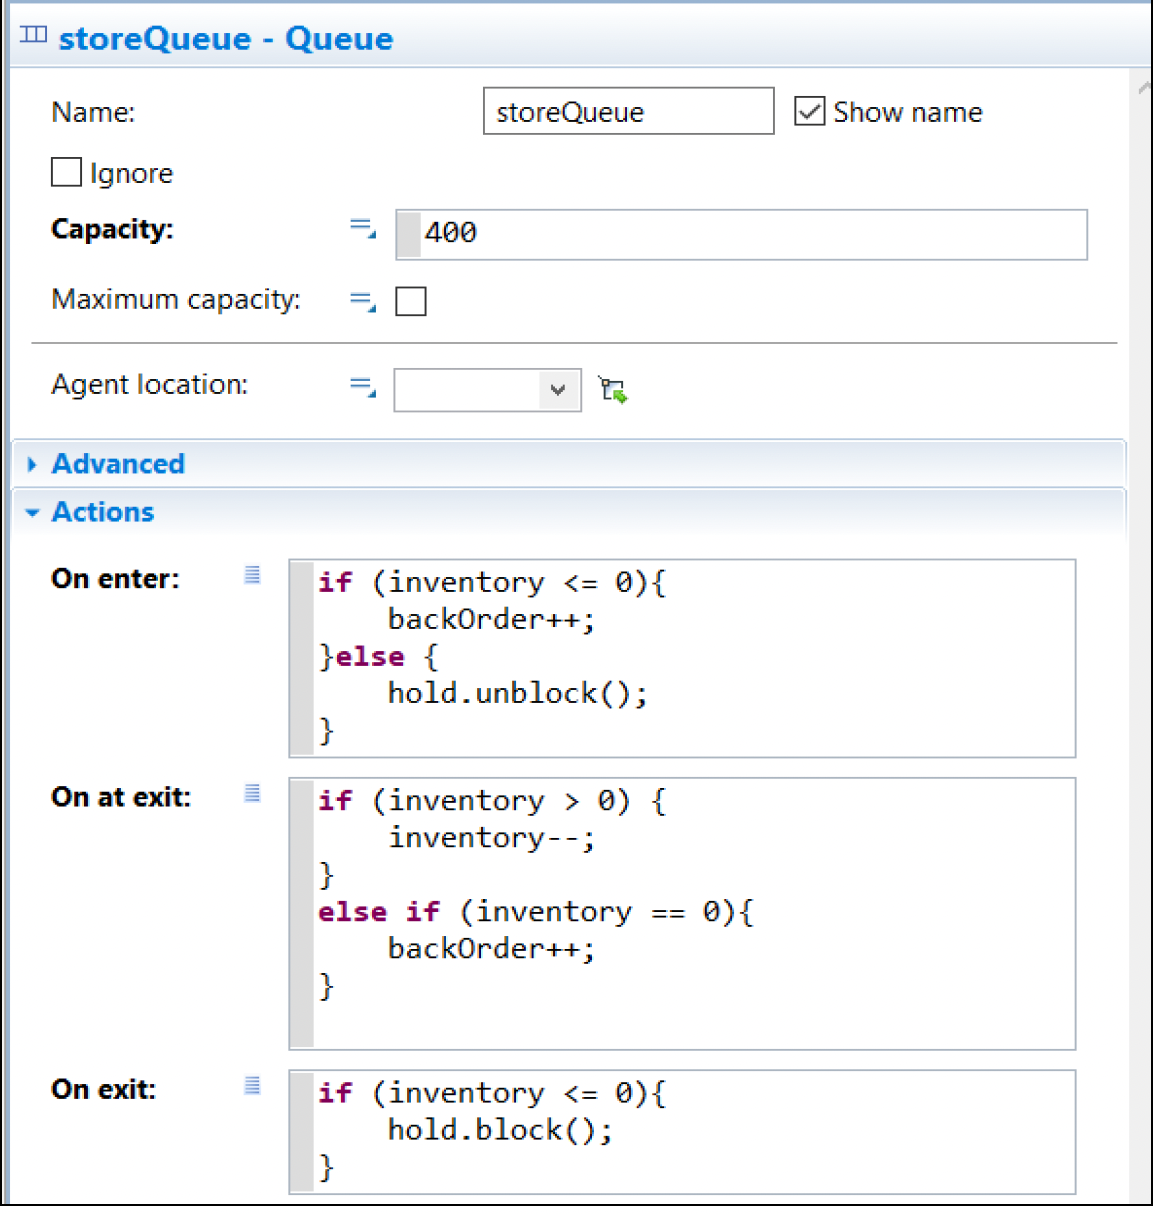 storeQueue - Queue
Name:
storeQueue
Show name
Ignore
Capacity:
400
Maximum capacity:
Agent location:
Advanced
Actions
On enter:
if (inventory <= 0){
    backOrder++;
}else {
    hold.unblock();
}
On at exit:
if (inventory > 0) {
    inventory--;
}
else if (inventory == 0){
    backOrder++;
}
On exit:
if (inventory <= 0){
    hold.block();
}